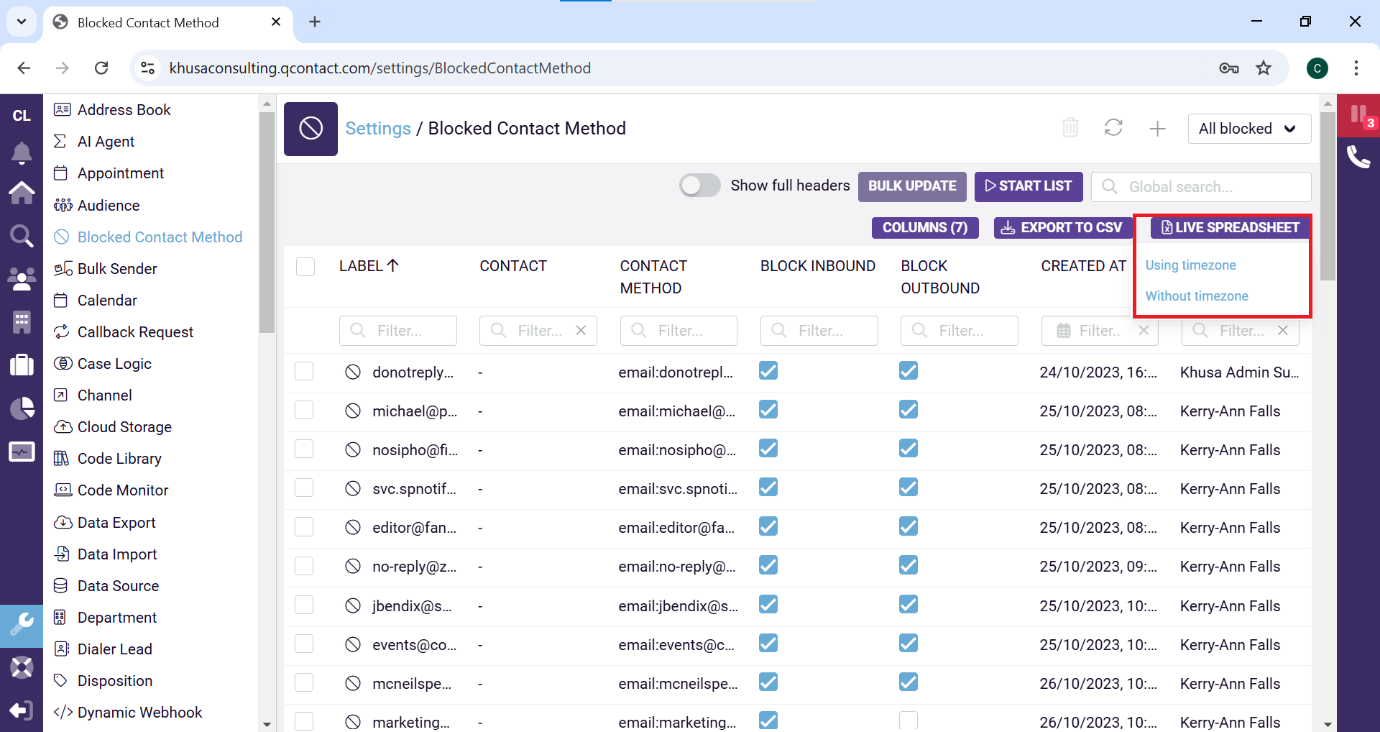 Blocked Contact Method
khusaconsulting.qcontact.com/settings/BlockedContactMethod
C
CL
Address Book
AI Agent
Appointment
Audience
Blocked Contact Method
Bulk Sender
Calendar
Callback Request
Case Logic
Channel
Cloud Storage
Code Library
Code Monitor
Data Export
Data Import
Data Source
Department
Dialer Lead
Disposition
</> Dynamic Webhook
Settings / Blocked Contact Method
All blocked
3
Show full headers
BULK UPDATE
START LIST
Global search...
COLUMNS (7)
EXPORT TO CSV
LIVE SPREADSHEET
Using timezone
Without timezone
LABEL
CONTACT
CONTACT METHOD
BLOCK INBOUND
BLOCK OUTBOUND
CREATED AT
Filter... Filter... Filter... Filter... Filter... Filter.. Filter...
donotreply... - email:donotrepl... 24/10/2023, 16:... Khusa Admin Su...
michael@p... - email:michael@... 25/10/2023, 08:... Kerry-Ann Falls
nosipho@fi... - email:nosipho@... 25/10/2023, 08:... Kerry-Ann Falls
svc.spnotif... - email:svc.spnoti... 25/10/2023, 08:... Kerry-Ann Falls
editor@fan... - email:editor@fa... 25/10/2023, 08:... Kerry-Ann Falls
no-reply@z... - email:no-reply@... 25/10/2023, 09:... Kerry-Ann Falls
jbendix@s... - email:jbendix@s... 25/10/2023, 10:... Kerry-Ann Falls
events@co... - email:events@c... 25/10/2023, 10:... Kerry-Ann Falls
mcneilspe... - email:mcneilspe... 26/10/2023, 10:... Kerry-Ann Falls
marketing... - email:marketing... 26/10/2023, 10:... Kerry-Ann Falls